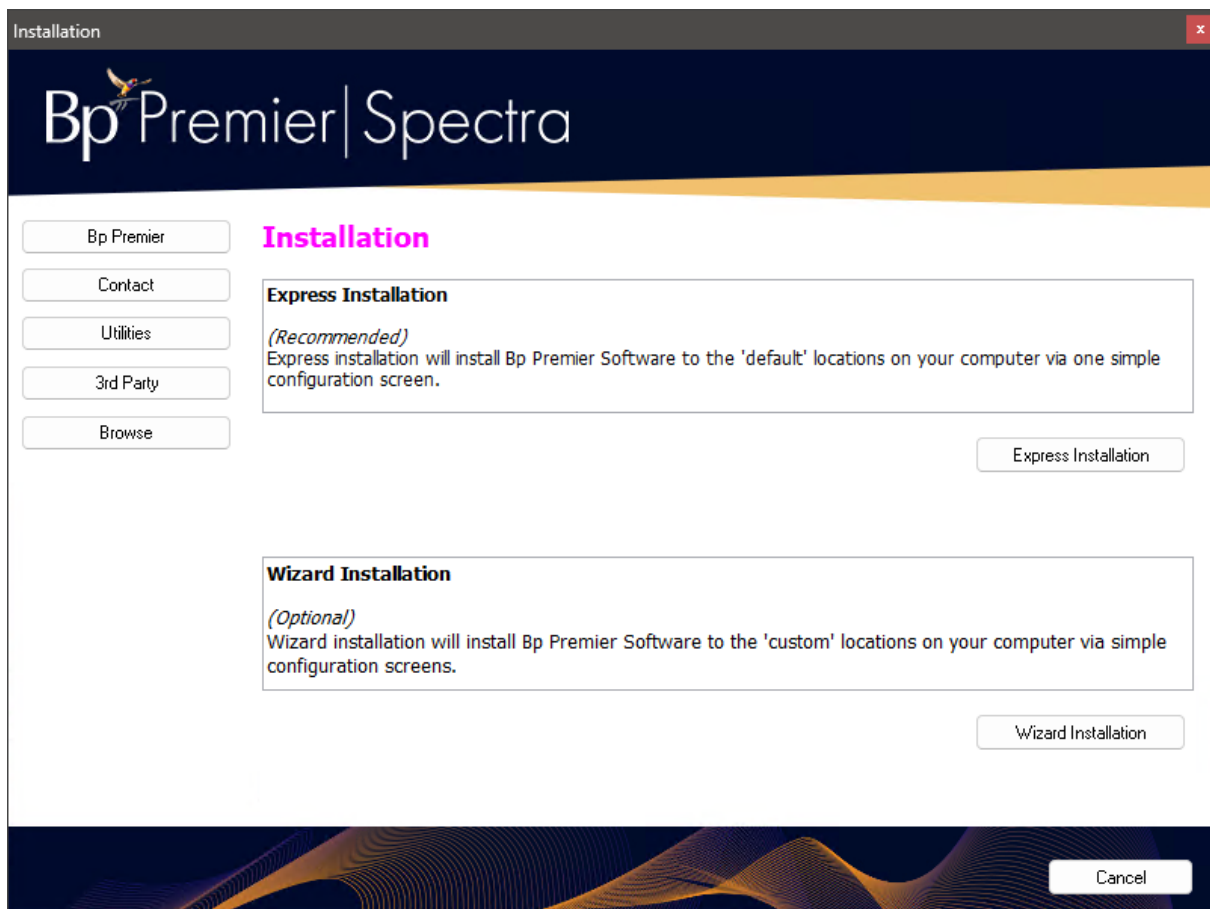 Installation
x
Bp Premier | Spectra
Bp Premier
Contact
Utilities
3rd Party
Browse
Installation
Express Installation
(Recommended)
Express installation will install Bp Premier Software to the 'default' locations on your computer via one simple
configuration screen.
Express Installation
Wizard Installation
(Optional)
Wizard installation will install Bp Premier Software to the 'custom' locations on your computer via simple
configuration screens.
Wizard Installation
Cancel